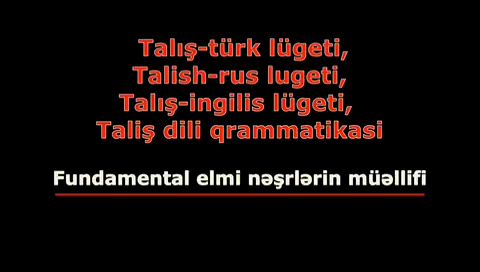 Talış-türk lügeti,
Talish-rus lugeti,
Talış-ingilis lügeti,
Taliş dili qrammatikasi
Fundamental elmi nəşrlərin müəllifi